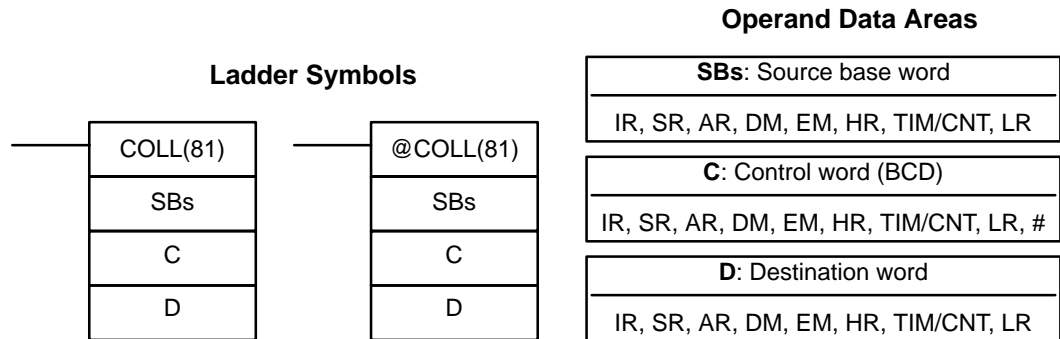 Ladder Symbols
COLL(81)
SBs
C
D
@COLL(81)
SBs
C
D
Operand Data Areas
SBs: Source base word
IR, SR, AR, DM, EM, HR, TIM/CNT, LR
C: Control word (BCD)
IR, SR, AR, DM, EM, HR, TIM/CNT, LR, #
D: Destination word
IR, SR, AR, DM, EM, HR, TIM/CNT, LR